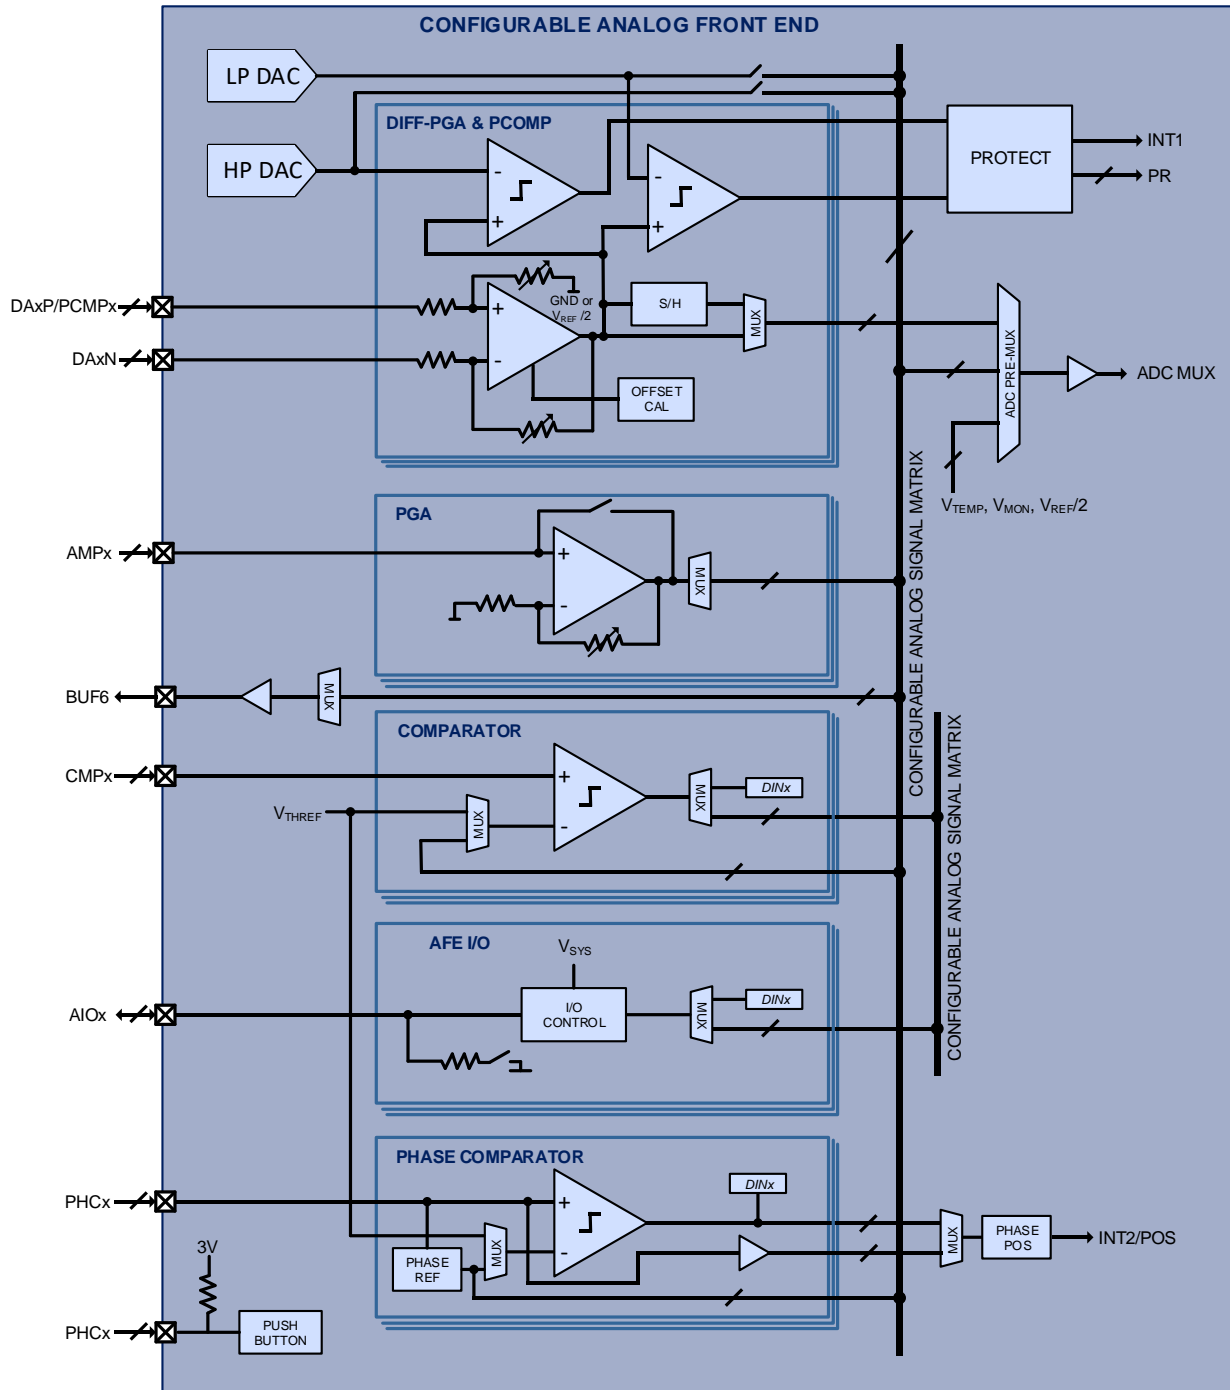 CONFIGURABLE ANALOG FRONT END
LP DAC
HP DAC
DIFF-PGA & PCOMP
-
+
-
+
PROTECT
INT1
PR
DAxP/PCMPx
DAxN
+
-
GND or
VREF /2
S/H
MUX
OFFSET
CAL
ADC PRE-MUX
ADC MUX
VTEMP, VMON, VREF/2
CONFIGURABLE ANALOG SIGNAL MATRIX
PGA
AMPx
+
-
MUX
BUF6
MUX
COMPARATOR
CMPx
VTHREF
MUX
+
-
MUX
DINx
CONFIGURABLE ANALOG SIGNAL MATRIX
AFE I/O
VSYS
AIOx
I/O
CONTROL
MUX
DINx
PHASE COMPARATOR
PHCx
+
-
MUX
PHASE
REF
DINx
MUX
PHASE
POS
INT2/POS
3V
PHCx
PUSH
BUTTON